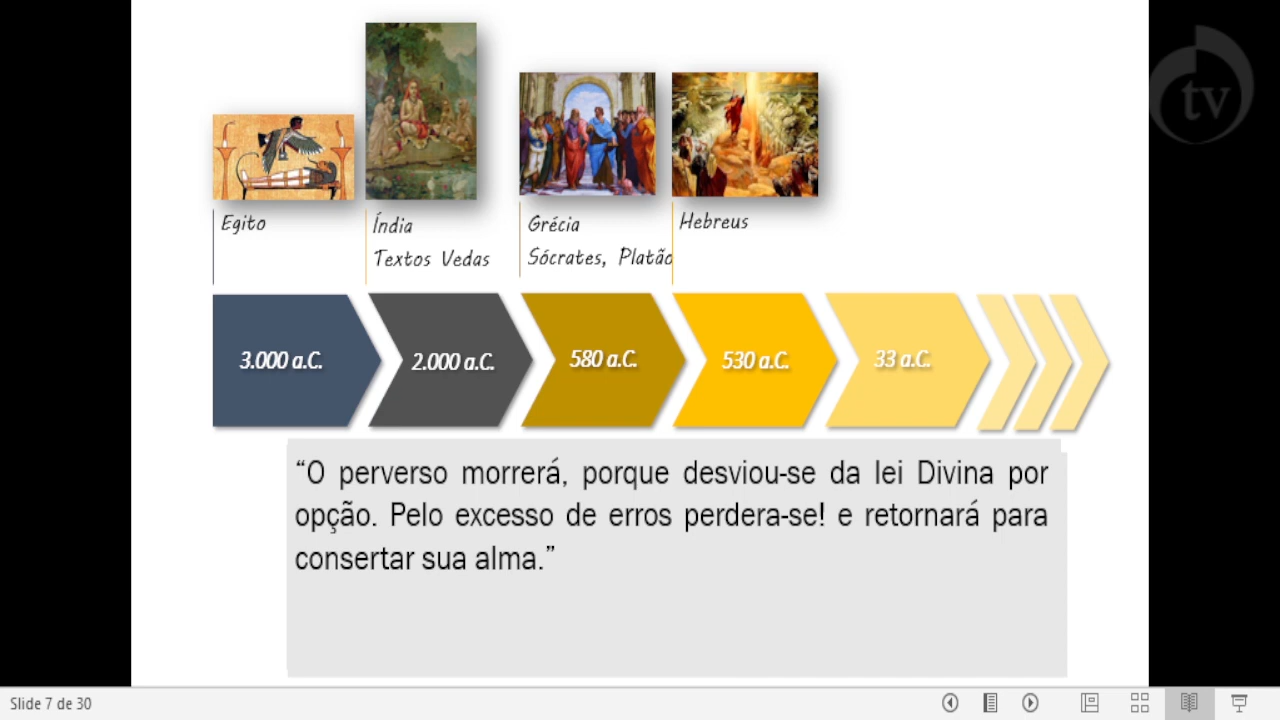 tv
Egito
Índia
Textos Vedas
Grécia
Sócrates, Platão
Hebreus
3.000 a.C.
2.000 a.C.
580 a.C.
530 a.C.
33 a.C.
“O perverso morrerá, porque desviou-se da lei Divina por
opção. Pelo excesso de erros perdera-se! e retornará para
consertar sua alma.”
Slide 7 de 30